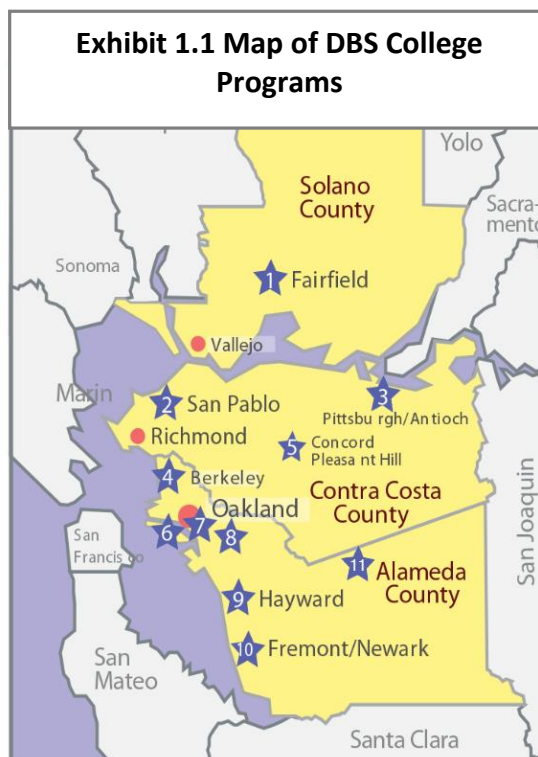 Exhibit 1.1 Map of DBS College
Programs
Yolo
Solano
County
Sacra-
mento
Sonoma
1 Fairfield
Vallejo
Marin
2 San Pablo
3
Pittsbu rgh/Antioch
Richmond
5 Concord
Pleasa nt Hill
4 Berkeley
Contra Costa
County
Oakland
6 7 8
San
Francis co
San Joaquin
11 Alameda
County
9 Hayward
10 Fremont/Newark
San
Mateo
Santa Clara